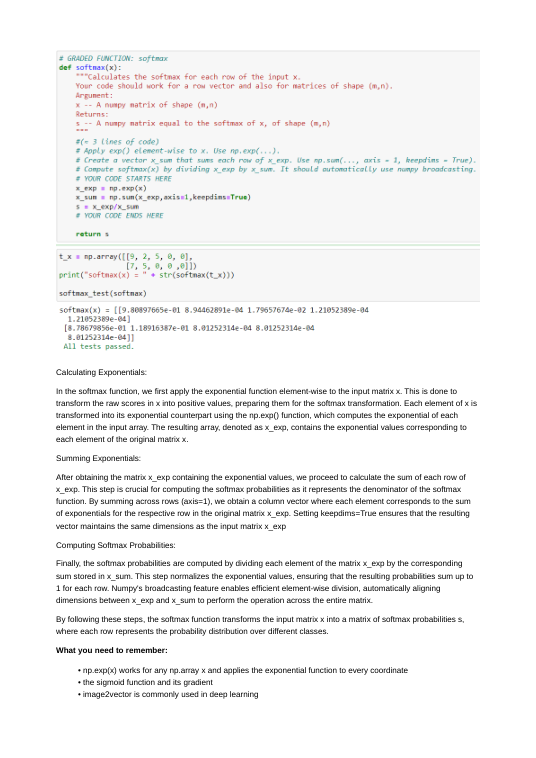 # GRADED FUNCTION: softmax
def softmax(x):
"""Calculates the softmax for each row of the input x.
Your code should work for a row vector and also for matrices of shape (m,n).
Argument:
x -- A numpy matrix of shape (m,n)
Returns:
s -- A numpy matrix equal to the softmax of x, of shape (m,n)
"""
#(≈ 3 lines of code)
# Apply exp() element-wise to x. Use np.exp(...).
# Create a vector x_sum that sums each row of x_exp. Use np.sum(..., axis = 1, keepdims = True).
# Compute softmax(x) by dividing x_exp by x_sum. It should automatically use numpy broadcasting.
# YOUR CODE STARTS HERE
x_exp = np.exp(x)
x_sum = np.sum(x_exp,axis=1,keepdims=True)
s = x_exp/x_sum
# YOUR CODE ENDS HERE
return s
t_x = np.array([[9, 2, 5, 0, 0],
[7, 5, 0, 0 ,0]])
print("softmax(x) = " + str(softmax(t_x)))
softmax_test(softmax)
softmax(x) = [[9.80897665e-01 8.94462891e-04 1.79657674e-02 1.21052389e-04
1.21052389e-04]
[8.78679856e-01 1.18916387e-01 8.01252314e-04 8.01252314e-04
8.01252314e-04]]
All tests passed.
Calculating Exponentials:
In the softmax function, we first apply the exponential function element-wise to the input matrix x. This is done to
transform the raw scores in x into positive values, preparing them for the softmax transformation. Each element of x is
transformed into its exponential counterpart using the np.exp() function, which computes the exponential of each
element in the input array. The resulting array, denoted as x_exp, contains the exponential values corresponding to
each element of the original matrix x.
Summing Exponentials:
After obtaining the matrix x_exp containing the exponential values, we proceed to calculate the sum of each row of
x_exp. This step is crucial for computing the softmax probabilities as it represents the denominator of the softmax
function. By summing across rows (axis=1), we obtain a column vector where each element corresponds to the sum
of exponentials for the respective row in the original matrix x_exp. Setting keepdims=True ensures that the resulting
vector maintains the same dimensions as the input matrix x_exp
Computing Softmax Probabilities:
Finally, the softmax probabilities are computed by dividing each element of the matrix x_exp by the corresponding
sum stored in x_sum. This step normalizes the exponential values, ensuring that the resulting probabilities sum up to
1 for each row. Numpy's broadcasting feature enables efficient element-wise division, automatically aligning
dimensions between x_exp and x_sum to perform the operation across the entire matrix.
By following these steps, the softmax function transforms the input matrix x into a matrix of softmax probabilities s,
where each row represents the probability distribution over different classes.
What you need to remember:
• np.exp(x) works for any np.array x and applies the exponential function to every coordinate
• the sigmoid function and its gradient
• image2vector is commonly used in deep learning